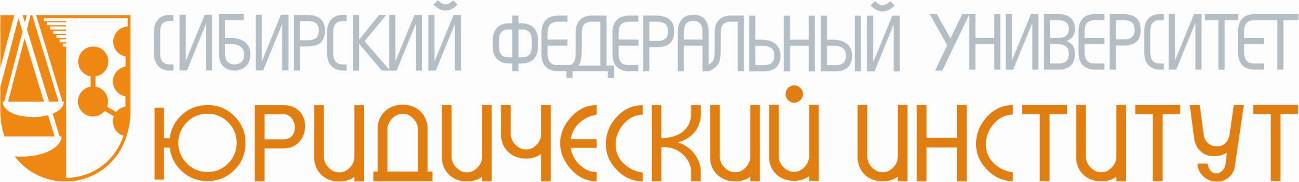 СИБИРСКИЙ ФЕДЕРАЛЬНЫЙ УНИВЕРСИТЕТ
ЮРИДИЧЕСКИЙ ИНСТИТУТ